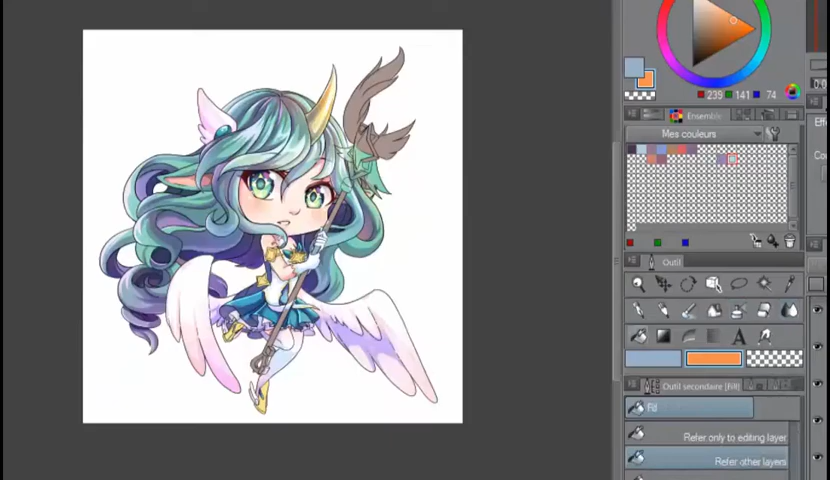 239 141 74
Ensemble
Mes couleurs
Outil
A
Outil secondaire [fill]
Fill
Refer only to editing layer
Refer other layers